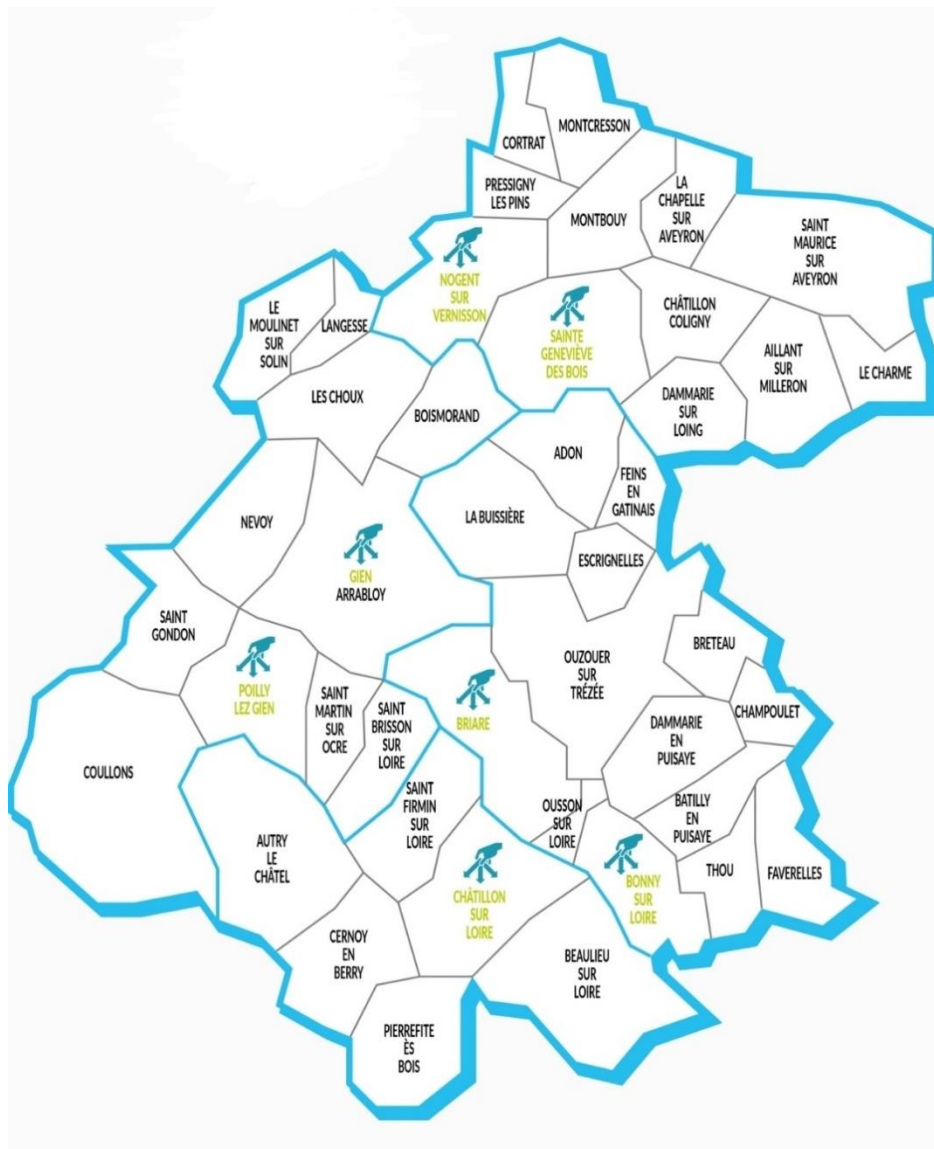 CORTRAT
MONTCRESSON
PRESSIGNY
LES PINS
MONTBOUY
LA
CHAPELLE
SUR
AVEYRON
SAINT
MAURICE
SUR
AVEYRON
NOGENT
SUR
VERNISSON
LE
MOULINET
SUR
SOLIN
LANGESSE
SAINTE
GENEVIÈVE
DES BOIS
CHÂTILLON
COLIGNY
AILLANT
SUR
MILLERON
LE CHARME
LES CHOUX
BOISMORAND
DAMMARIE
SUR
LOING
ADON
FEINS
EN
GATINAIS
NEVOY
LA BUISSIÈRE
ESCRIGNELLES
GIEN
ARRABLOY
SAINT
GONDON
OUZOUER
SUR
TRÉZÉE
BRETEAU
POILLY
LEZ GIEN
SAINT
MARTIN
SUR
OCRE
SAINT
BRISSON
SUR
LOIRE
BRIARE
CHAMPOULET
DAMMARIE
EN
PUISAYE
COULLONS
SAINT
FIRMIN
SUR
LOIRE
OUSSON
SUR
LOIRE
BATILLY
EN
PUISAYE
AUTRY
LE
CHÂTEL
CHÂTILLON
SUR
LOIRE
BONNY
SUR
LOIRE
THOU
FAVERELLES
CERNOY
EN
BERRY
BEAULIEU
SUR
LOIRE
PIERREFITE
ÈS
BOIS